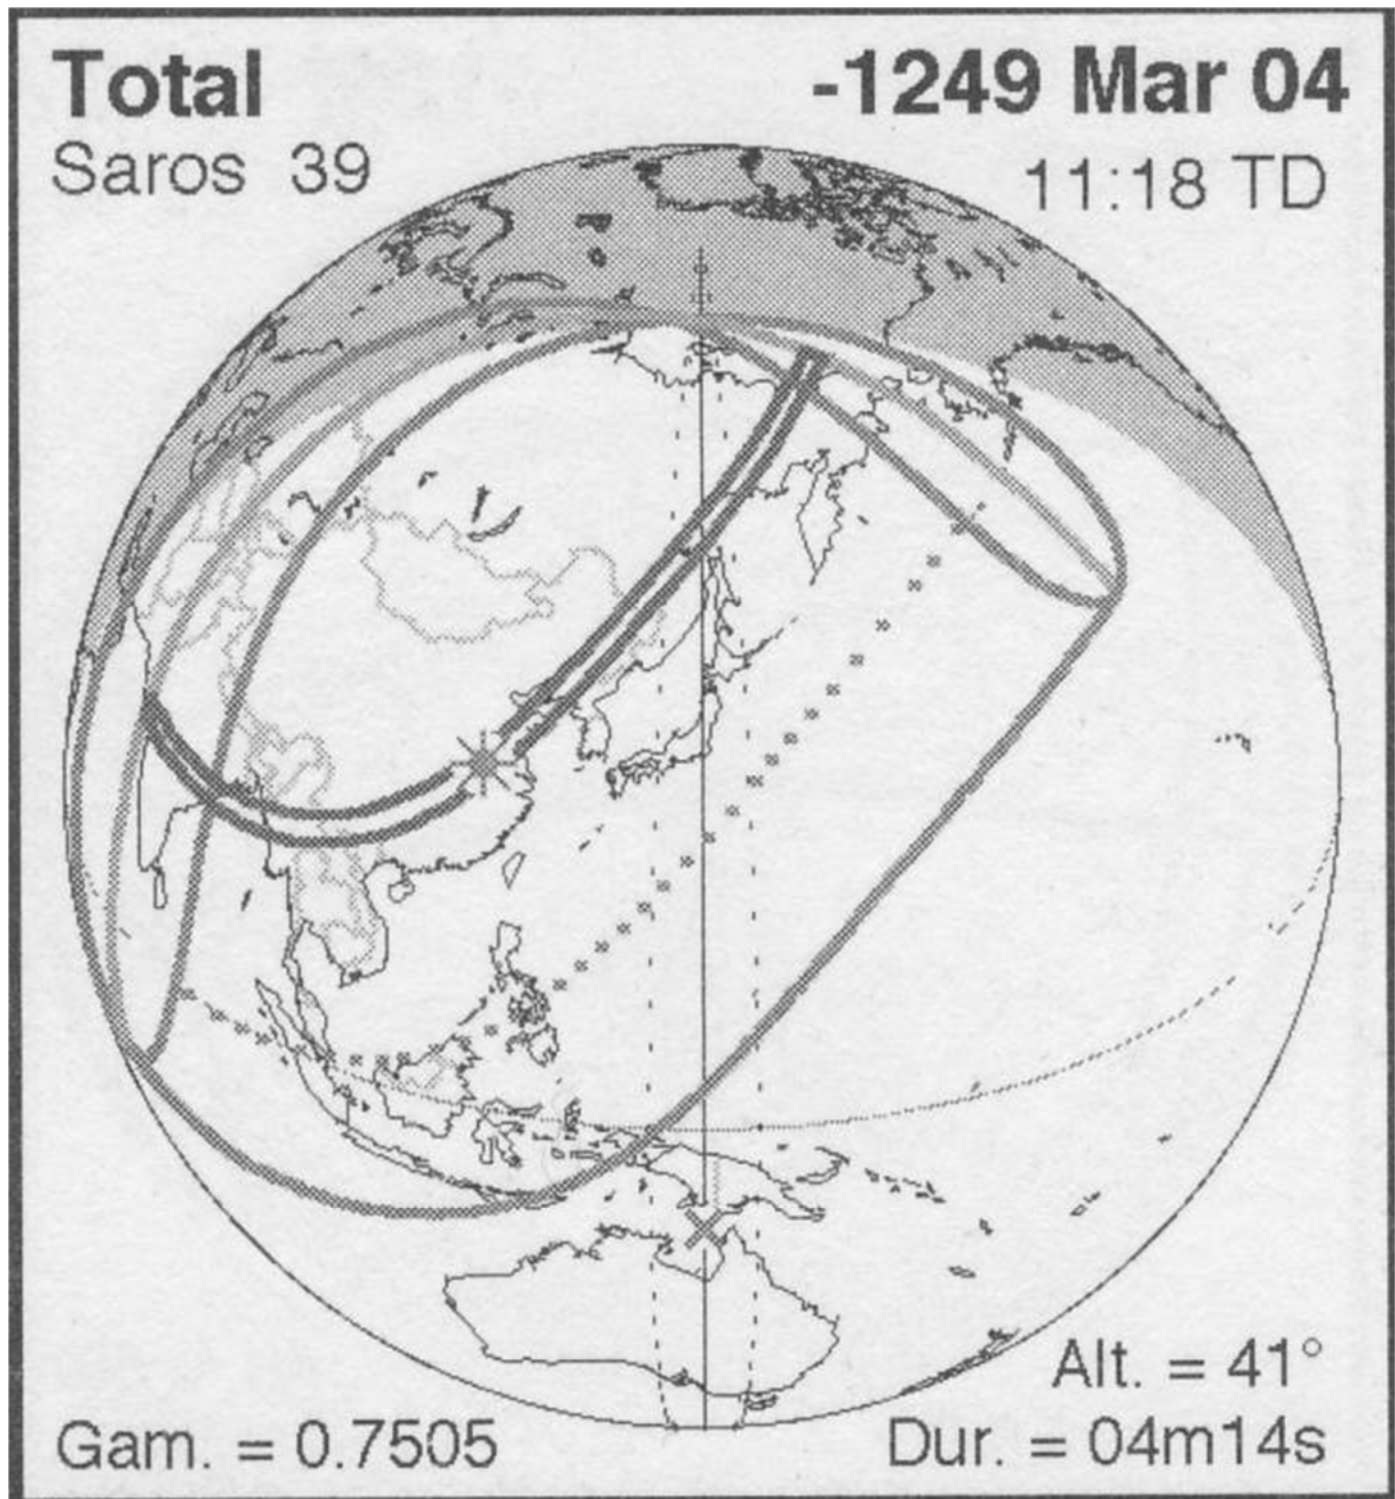 Total
-1249 Mar 04
Saros 39
11:18 TD
Alt. = 41°
Gam. = 0.7505
Dur. = 04m14s